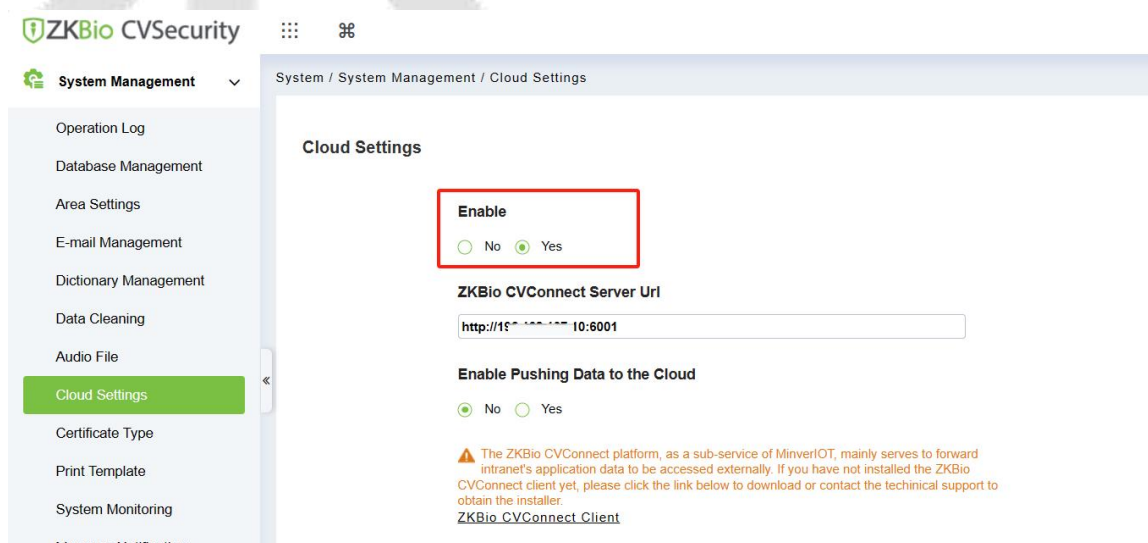 ZKBio CVSecurity
System Management
System / System Management / Cloud Settings
Operation Log
Database Management
Area Settings
E-mail Management
Dictionary Management
Data Cleaning
Audio File
Cloud Settings
Certificate Type
Print Template
System Monitoring
Cloud Settings
Enable
No Yes
ZKBio CVConnect Server Url
10:6001
Enable Pushing Data to the Cloud
No Yes
The ZKBio CVConnect platform, as a sub-service of MinverIOT, mainly serves to forward
intranet's application data to be accessed externally. If you have not installed the ZKBio
CVConnect client yet, please click the link below to download or contact the techinical support to
obtain the installer.
ZKBio CVConnect Client